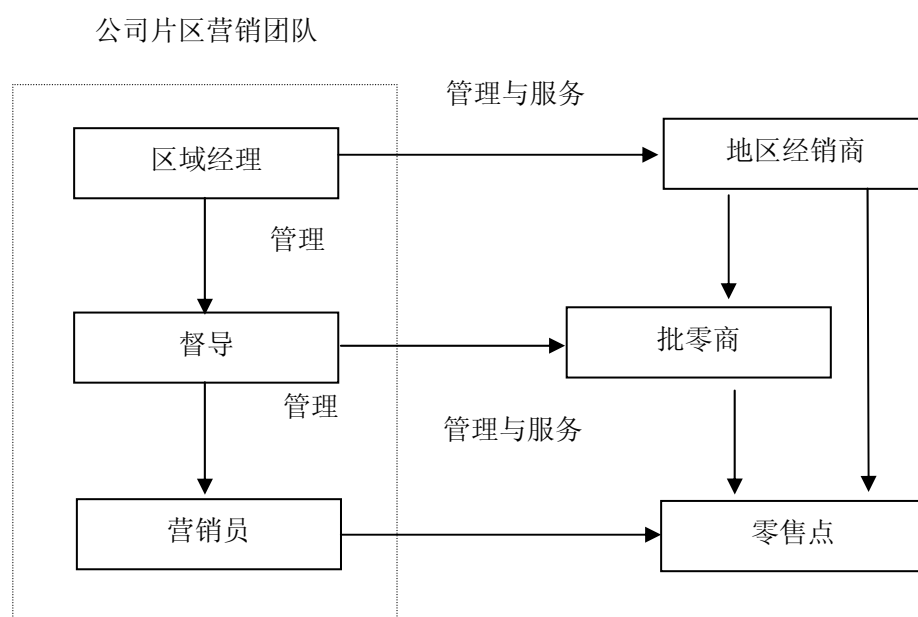 公司片区营销团队
管理与服务
区域经理
地区经销商
管理
督导
批零商
管理
管理与服务
营销员
零售点